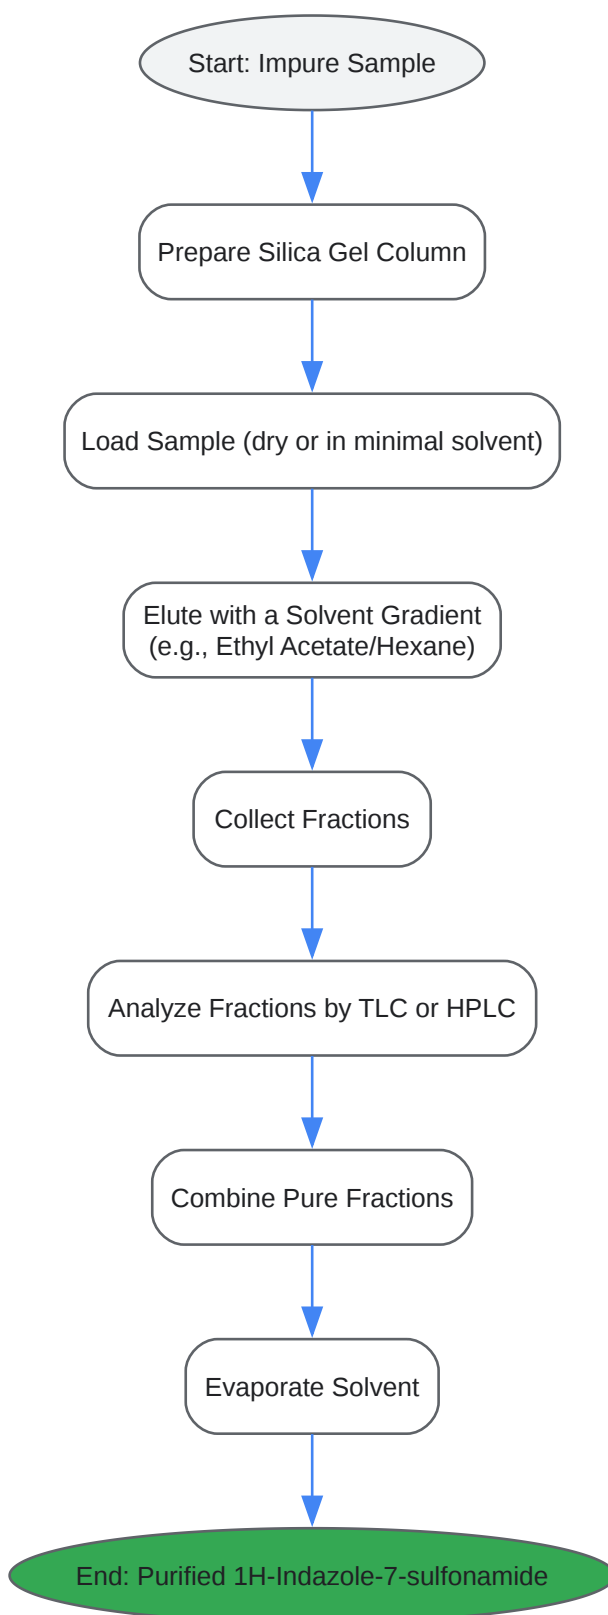 Start: Impure Sample
Prepare Silica Gel Column
Load Sample (dry or in minimal solvent)
Elute with a Solvent Gradient
(e.g., Ethyl Acetate/Hexane)
Collect Fractions
Analyze Fractions by TLC or HPLC
Combine Pure Fractions
Evaporate Solvent
End: Purified 1H-Indazole-7-sulfonamide